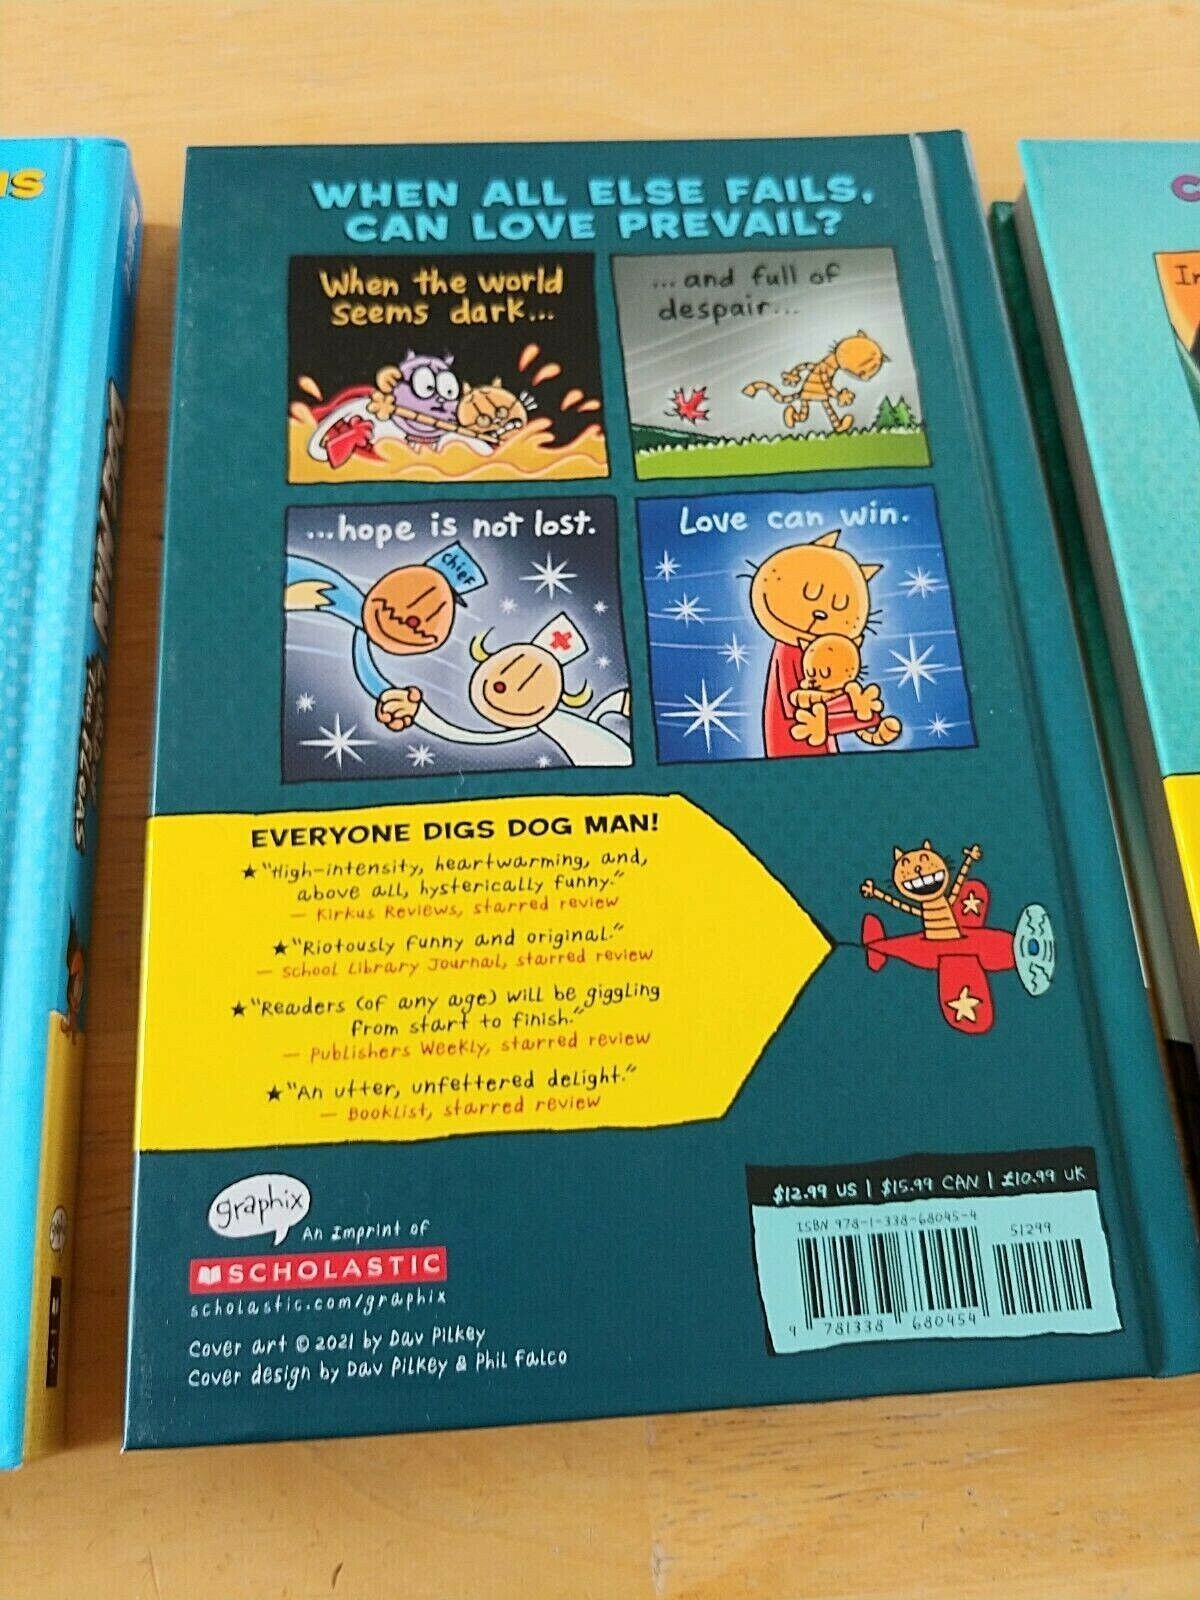 WHEN ALL ELSE FAILS,
CAN LOVE PREVAIL?
When the world
seems dark...
...and full of
despair...
...hope is not lost.
Chief
Love can win.
EVERYONE DIGS DOG MAN!
★"High-intensity, heartwarming, and,
above all, hysterically funny."
— Kirkus Reviews, starred review
★"Riotously funny and original."
— School Library Journal, starred review
★"Readers (of any age) will be giggling
from start to finish."
— Publishers Weekly, starred review
★"An utter, unfettered delight."
— Booklist, starred review
graphix
An Imprint of
SCHOLASTIC
scholastic.com/graphix
Cover art © 2021 by Dav Pilkey
Cover design by Dav Pilkey & Phil Falco
$12.99 US | $15.99 CAN | £10.99 UK
ISBN 978-1-338-68045-4
51299
9 781338 680454
DOG MAN